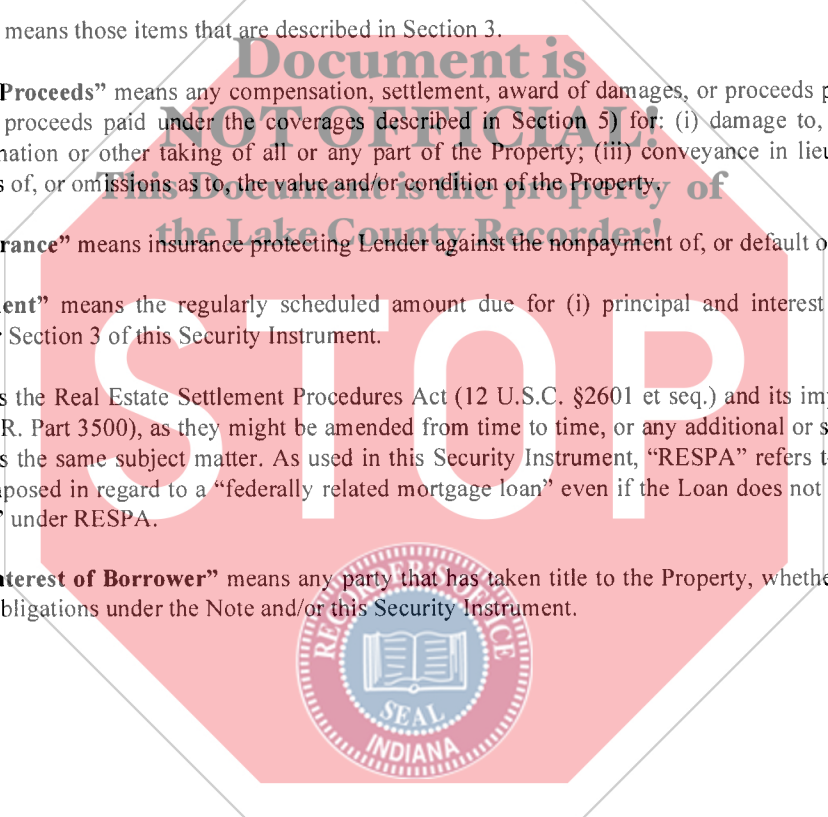 means those items that are described in Section 3.
Document is
Proceeds” means any compensation, settlement, award of damages, or proceeds
proceeds paid under the coverages described in Section 5) for: (i) damage to,
NOT OFFICIAL!
nation or other taking of all or any part of the Property; (iii) conveyance in lieu
s of, or omissions as to, the value and/or condition of the Property.
This Document is the property of
the Lake County Recorder!
rance” means insurance protecting Lender against the nonpayment of, or default o
ent” means the regularly scheduled amount due for (i) principal and interest
Section 3 of this Security Instrument.
STOP
s the Real Estate Settlement Procedures Act (12 U.S.C. §2601 et seq.) and its im
R. Part 3500), as they might be amended from time to time, or any additional or s
s the same subject matter. As used in this Security Instrument, “RESPA” refers t
posed in regard to a “federally related mortgage loan” even if the Loan does not
” under RESPA.
nterest of Borrower” means any party that has taken title to the Property, whethe
bligations under the Note and/or this Security Instrument.
RECORDER'S OFFICE
SEAL
INDIANA